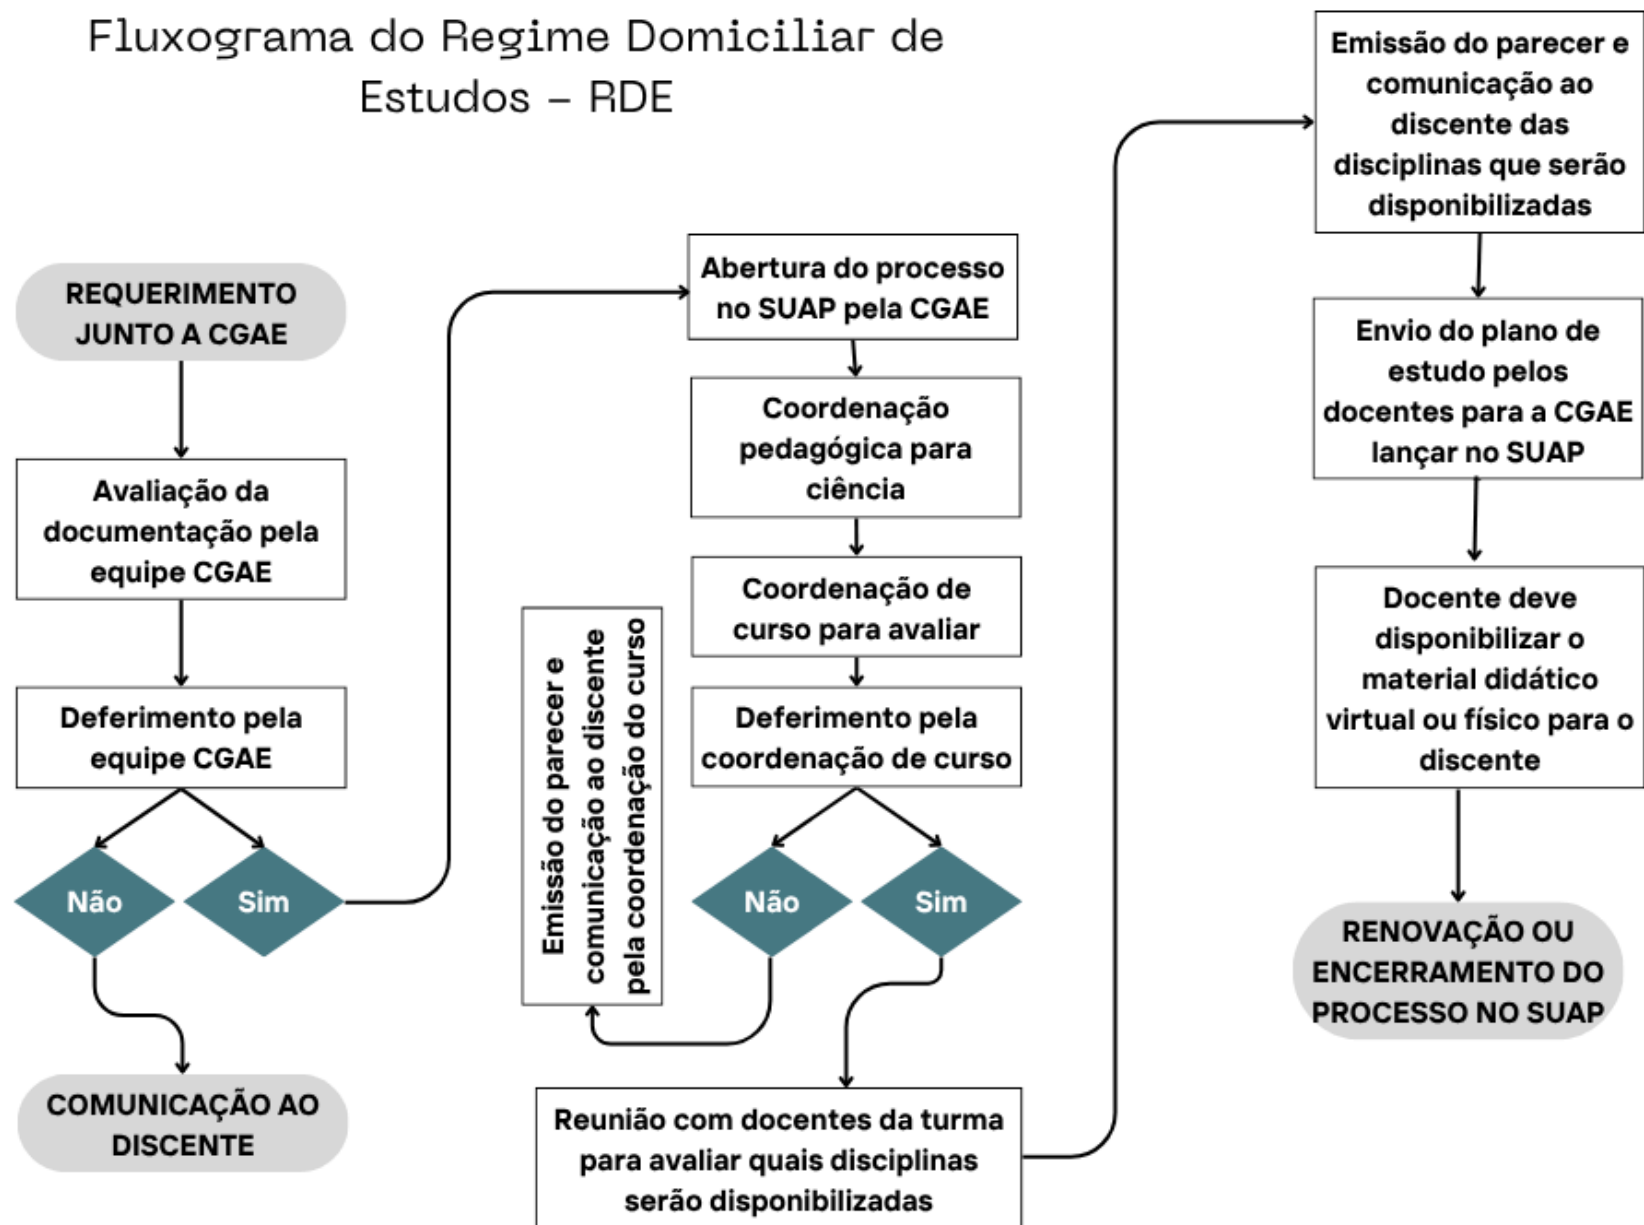 Fluxograma do Regime Domiciliar de
Estudos – RDE
REQUERIMENTO
JUNTO A CGAE
Avaliação da
documentação pela
equipe CGAE
Deferimento pela
equipe CGAE
Não
Sim
COMUNICAÇÃO AO
DISCENTE
Abertura do processo
no SUAP pela CGAE
Coordenação
pedagógica para
ciência
Coordenação de
curso para avaliar
Deferimento pela
coordenação de curso
Não
Sim
Emissão do parecer e
comunicação ao discente
pela coordenação do curso
Reunião com docentes da turma
para avaliar quais disciplinas
serão disponibilizadas
Emissão do parecer e
comunicação ao
discente das
disciplinas que serão
disponibilizadas
Envio do plano de
estudo pelos
docentes para a CGAE
lançar no SUAP
Docente deve
disponibilizar o
material didático
virtual ou físico para o
discente
RENOVAÇÃO OU
ENCERRAMENTO DO
PROCESSO NO SUAP